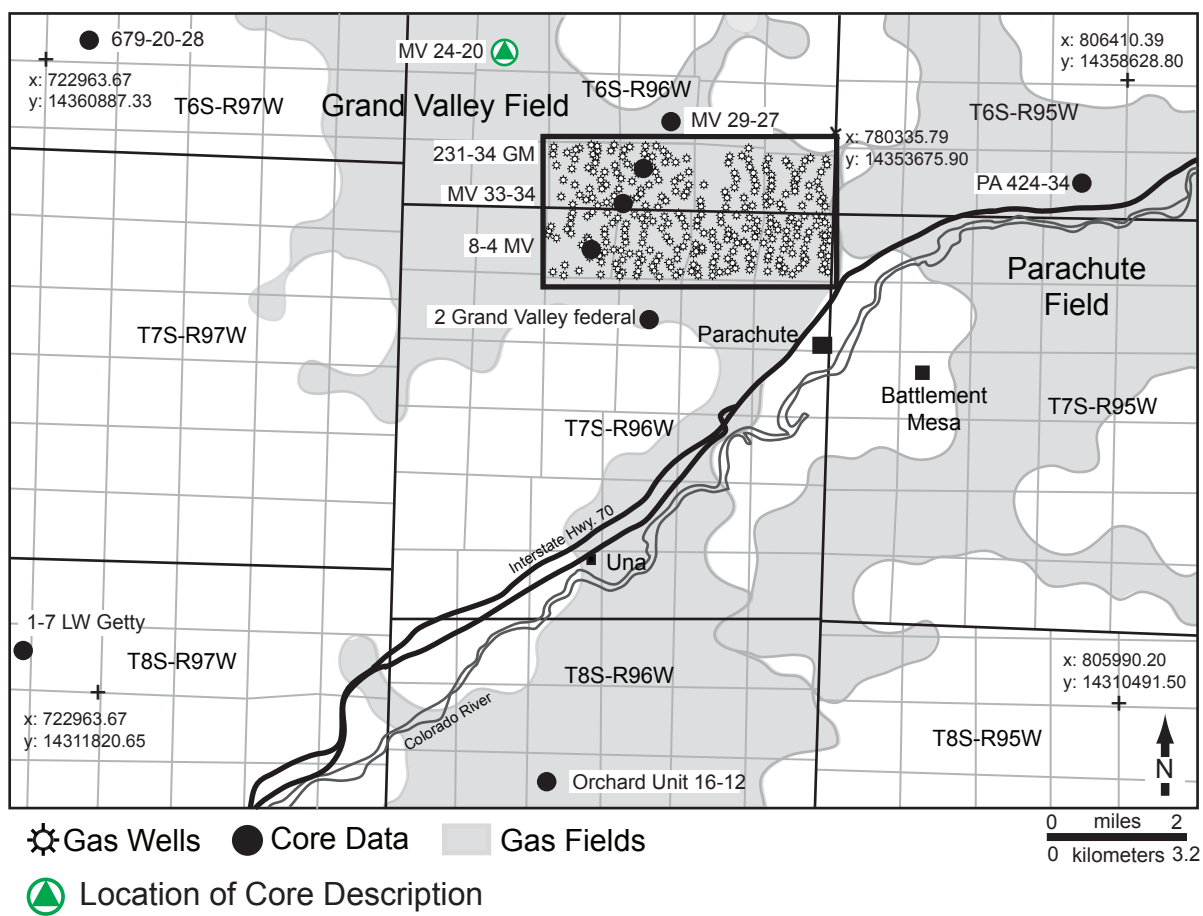 679-20-28
MV 24-20
x: 722963.67
y: 14360887.33
x: 806410.39
y: 14358628.80
T6S-R97W
Grand Valley Field
T6S-R96W
T6S-R95W
MV 29-27
x: 780335.79
y: 14353675.90
231-34 GM
MV 33-34
8-4 MV
PA 424-34
Parachute
Field
2 Grand Valley federal
Parachute
T7S-R97W
Battlement
Mesa
T7S-R95W
T7S-R96W
Interstate Hwy. 70
Una
1-7 LW Getty
T8S-R97W
T8S-R96W
x: 805990.20
y: 14310491.50
x: 722963.67
y: 14311820.65
Colorado River
T8S-R95W
N
Orchard Unit 16-12
0 miles 2
0 kilometers 3.2
Gas Wells
Core Data
Gas Fields
Location of Core Description